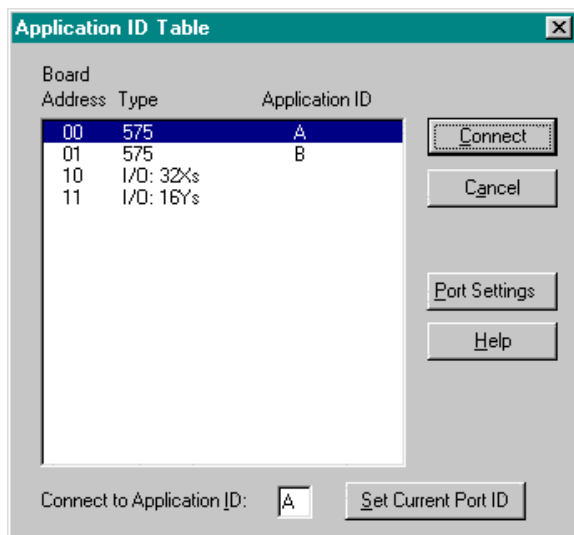 Application ID Table
Board
Address Type Application ID
00 575 A
01 575 B
10 I/O: 32Xs
11 I/O: 16Ys
Connect
Cancel
Port Settings
Help
Connect to Application ID: A Set Current Port ID